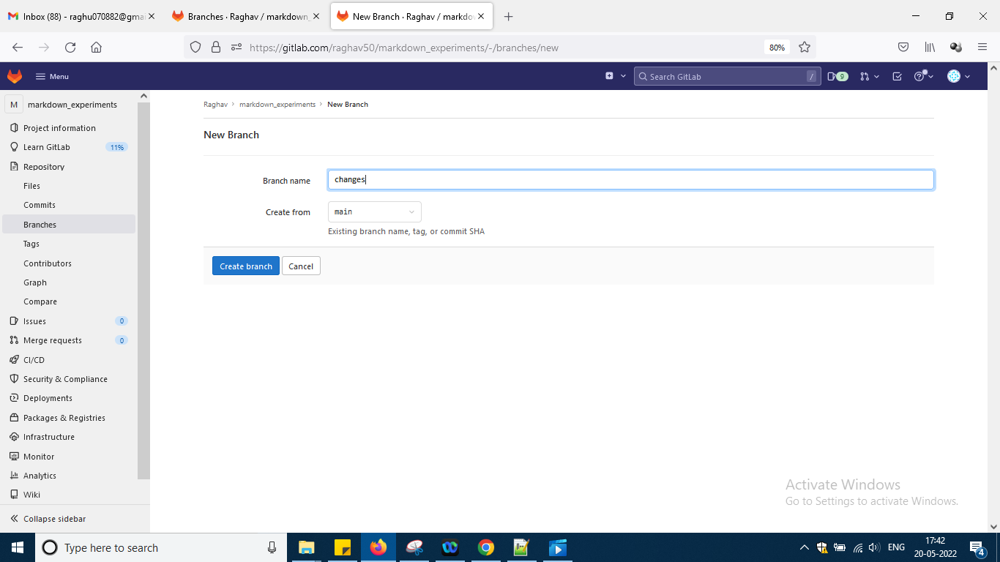 Inbox (88) - raghu070882@gmai
Branches · Raghav / markdown_
New Branch · Raghav / markdo
https://gitlab.com/raghav50/markdown_experiments/-/branches/new
80%
Menu
Search GitLab
/
9
M markdown_experiments
Project information
Learn GitLab 11%
Repository
Files
Commits
Branches
Tags
Contributors
Graph
Compare
Issues 0
Merge requests 0
CI/CD
Security & Compliance
Deployments
Packages & Registries
Infrastructure
Monitor
Analytics
Wiki
Collapse sidebar
Raghav > markdown_experiments > New Branch
New Branch
Branch name changes
Create from main
Existing branch name, tag, or commit SHA
Create branch Cancel
Activate Windows
Go to Settings to activate Windows.
Type here to search
ENG
17:42
20-05-2022
4